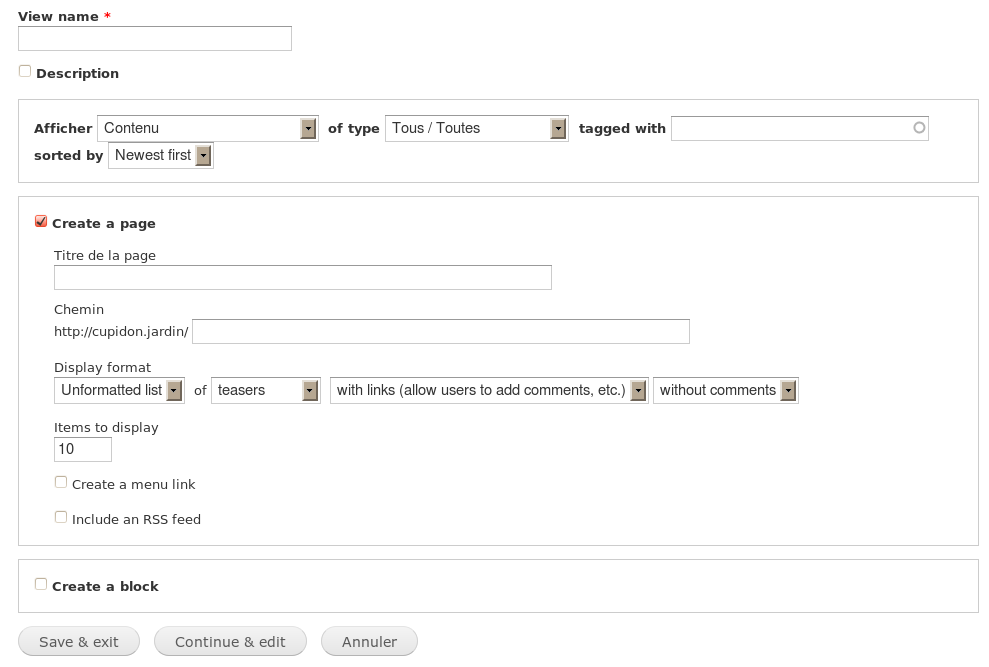 View name *
Description
Afficher Contenu of type Tous / Toutes tagged with
sorted by Newest first
Create a page
Titre de la page
Chemin
http://cupidon.jardin/
Display format
Unformatted list of teasers with links (allow users to add comments, etc.) without comments
Items to display
10
Create a menu link
Include an RSS feed
Create a block
Save & exit Continue & edit Annuler